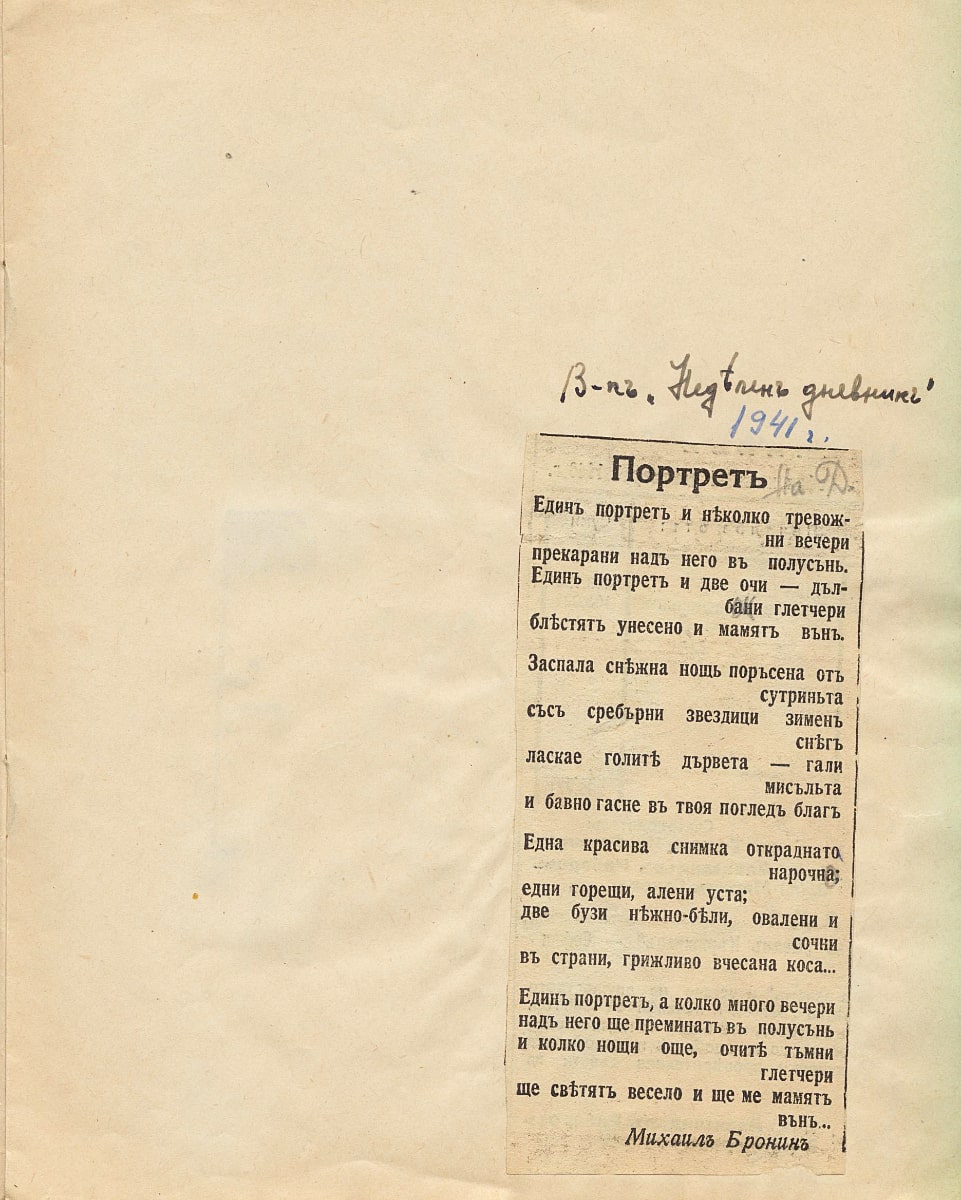 В-къ „Недѣленъ дневникъ"
1941 г.
Портретъ На Д.
Единъ портретъ и нѣколко тревож-
ни вечери
прекарани надъ него въ полусънь.
Единъ портретъ и две очи — дъл-
бани глетчери
блѣстятъ унесено и мамятъ вънъ.
Заспала снѣжна нощь поръсена отъ
сутриньта
със​ъ сребърни звездици зименъ
снѣгъ
ласкае голитѣ дървета — гали
мисъльта
и бавно гасне въ твоя погледъ благъ
Една красива снимка откраднато
нарочна;
едни горещи, алени уста;
две бузи нѣжно-бѣли, овалени и
сочни
въ страни, грижливо вчесана коса...
Единъ портретъ, а колко много вечери
надъ него ще преминатъ въ полусънь
и колко нощи още, очитѣ тъмни
глетчери
ще свѣтятъ весело и ще ме мамятъ
вънъ...
Михаилъ Бронинъ